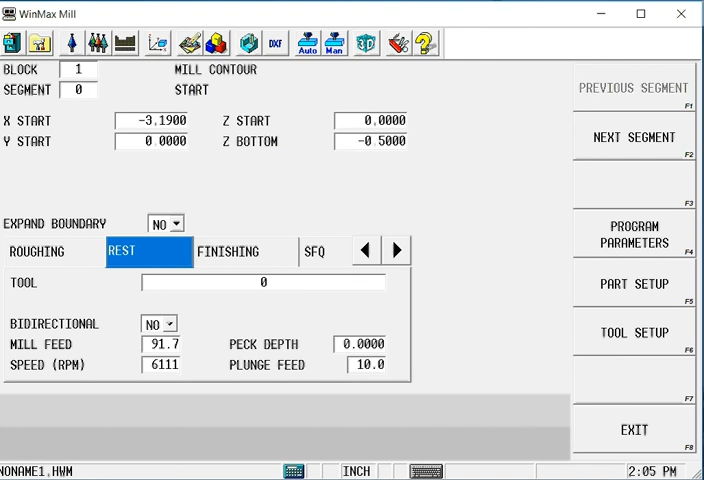 WinMax Mill
DXF Auto Man 3D ?
BLOCK 1 MILL CONTOUR
SEGMENT 0 START
X START -3.1900 Z START 0.0000
Y START 0.0000 Z BOTTOM -0.5000
EXPAND BOUNDARY NO
ROUGHING REST FINISHING SFQ
TOOL 0
BIDIRECTIONAL NO
MILL FEED 91.7 PECK DEPTH 0.0000
SPEED (RPM) 6111 PLUNGE FEED 10.0
PREVIOUS SEGMENT
F1
NEXT SEGMENT
F2
F3
PROGRAM
PARAMETERS
F4
PART SETUP
F5
TOOL SETUP
F6
F7
EXIT
F8
NONAME1.HWM INCH 2:05 PM